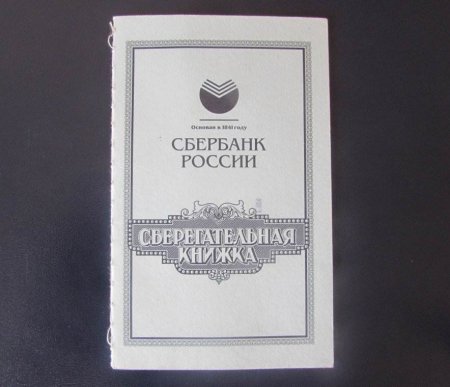 Основан в 1841 году
СБЕРБАНК
РОССИИ
СБЕРЕГАТЕЛЬНАЯ
КНИЖКА